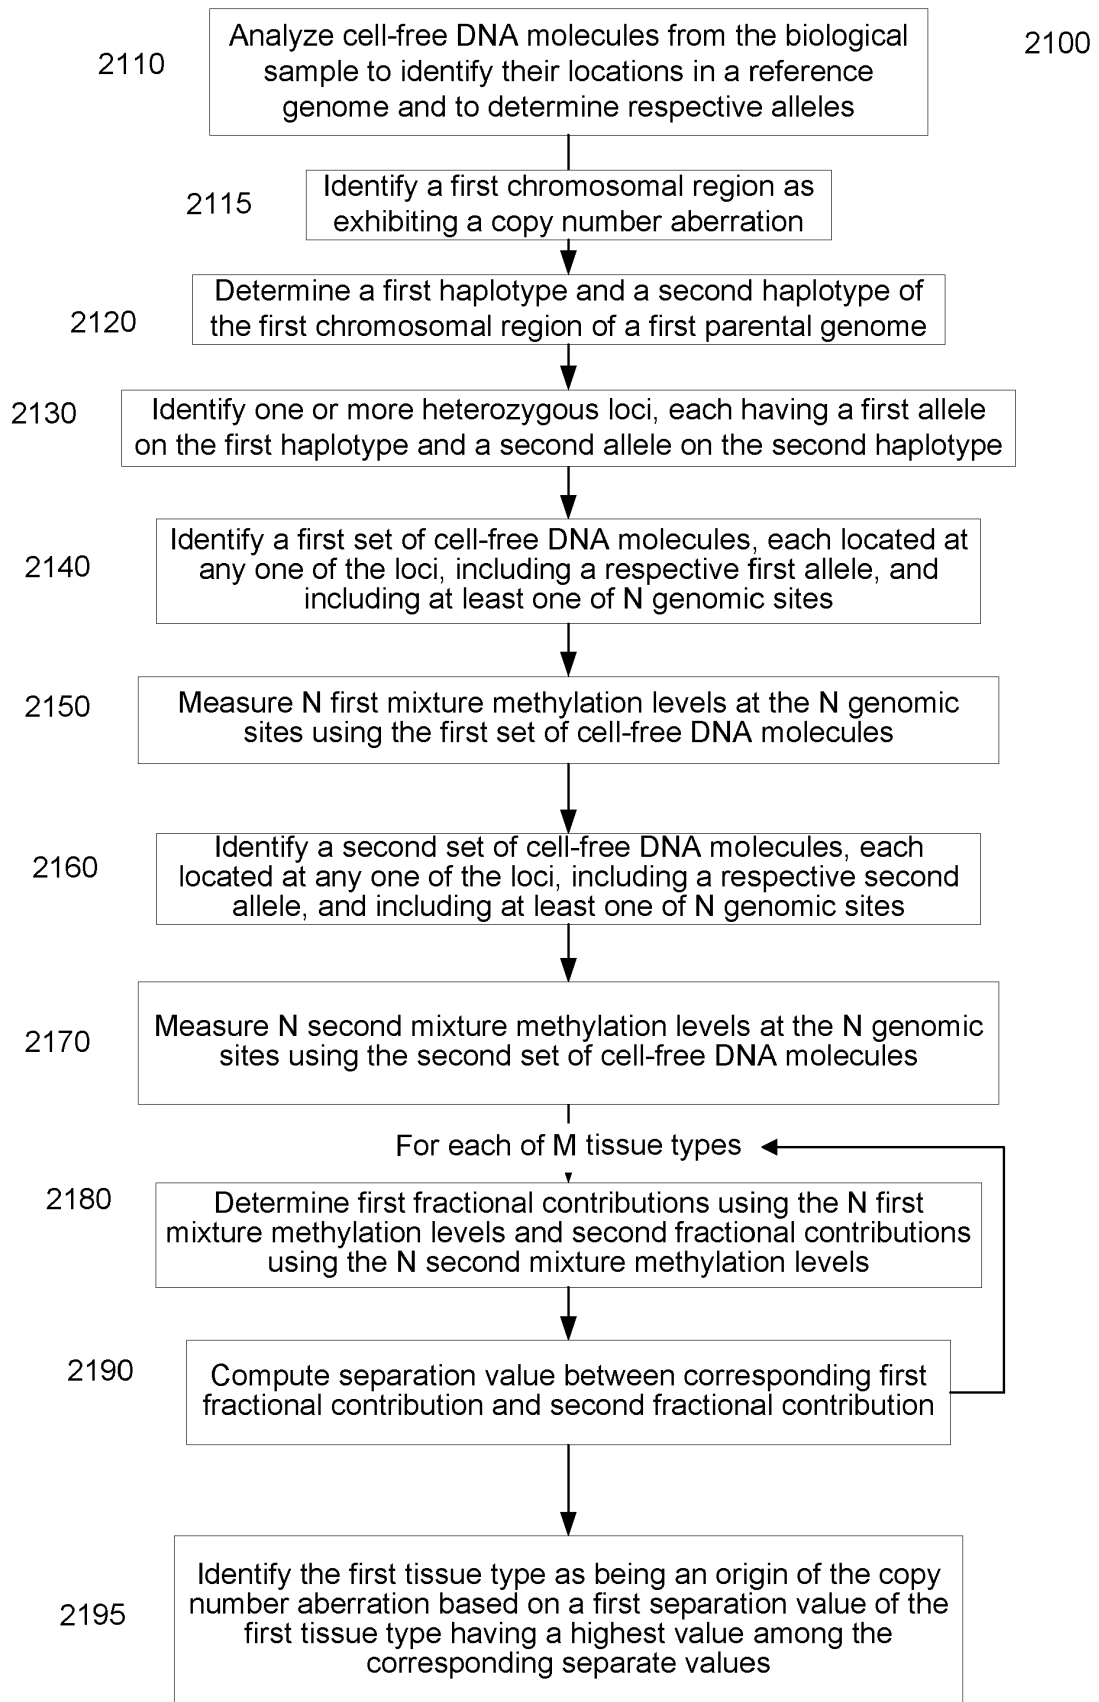 2100
2110
Analyze cell-free DNA molecules from the biological
sample to identify their locations in a reference
genome and to determine respective alleles
2115
Identify a first chromosomal region as
exhibiting a copy number aberration
2120
Determine a first haplotype and a second haplotype of
the first chromosomal region of a first parental genome
2130
Identify one or more heterozygous loci, each having a first allele
on the first haplotype and a second allele on the second haplotype
2140
Identify a first set of cell-free DNA molecules, each located at
any one of the loci, including a respective first allele, and
including at least one of N genomic sites
2150
Measure N first mixture methylation levels at the N genomic
sites using the first set of cell-free DNA molecules
2160
Identify a second set of cell-free DNA molecules, each
located at any one of the loci, including a respective second
allele, and including at least one of N genomic sites
2170
Measure N second mixture methylation levels at the N genomic
sites using the second set of cell-free DNA molecules
For each of M tissue types
2180
Determine first fractional contributions using the N first
mixture methylation levels and second fractional contributions
using the N second mixture methylation levels
2190
Compute separation value between corresponding first
fractional contribution and second fractional contribution
2195
Identify the first tissue type as being an origin of the copy
number aberration based on a first separation value of the
first tissue type having a highest value among the
corresponding separate values